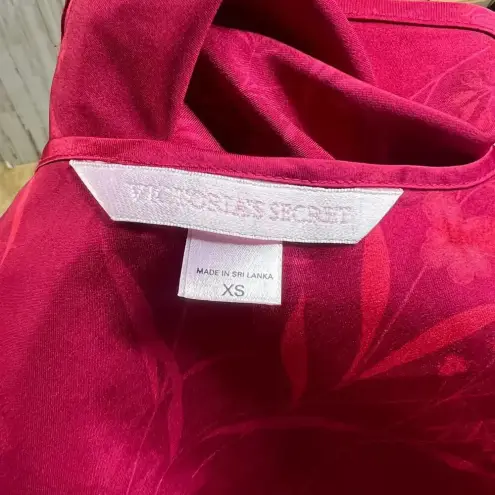 VICTORIA'S SECRET
MADE IN SRI LANKA
XS